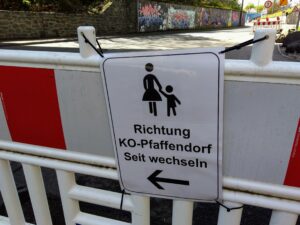 Richtung
KO-Pfaffendorf
Seit wechseln